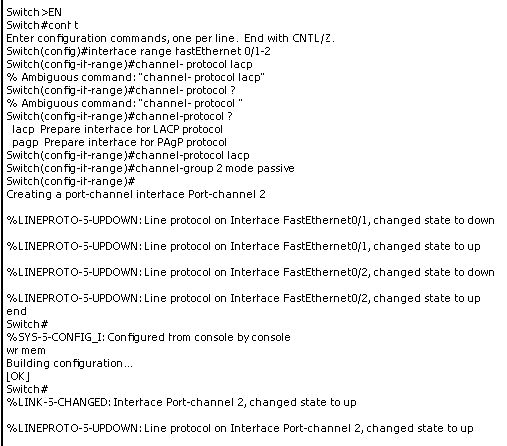 Switch>EN
Switch#conf t
Enter configuration commands, one per line. End with CNTL/Z.
Switch(config)#interface range fastEthernet 0/1-2
Switch(config-if-range)#channel- protocol lacp
% Ambiguous command: "channel- protocol lacp"
Switch(config-if-range)#channel- protocol ?
% Ambiguous command: "channel- protocol "
Switch(config-if-range)#channel-protocol ?
lacp Prepare interface for LACP protocol
pagp Prepare interface for PAgP protocol
Switch(config-if-range)#channel-protocol lacp
Switch(config-if-range)#channel-group 2 mode passive
Switch(config-if-range)#
Creating a port-channel interface Port-channel 2
%LINEPROTO-5-UPDOWN: Line protocol on Interface FastEthernet0/1, changed state to down
%LINEPROTO-5-UPDOWN: Line protocol on Interface FastEthernet0/1, changed state to up
%LINEPROTO-5-UPDOWN: Line protocol on Interface FastEthernet0/2, changed state to down
%LINEPROTO-5-UPDOWN: Line protocol on Interface FastEthernet0/2, changed state to up
end
Switch#
%SYS-5-CONFIG_I: Configured from console by console
wr mem
Building configuration...
[OK]
Switch#
%LINK-5-CHANGED: Interface Port-channel 2, changed state to up
%LINEPROTO-5-UPDOWN: Line protocol on Interface Port-channel 2, changed state to up